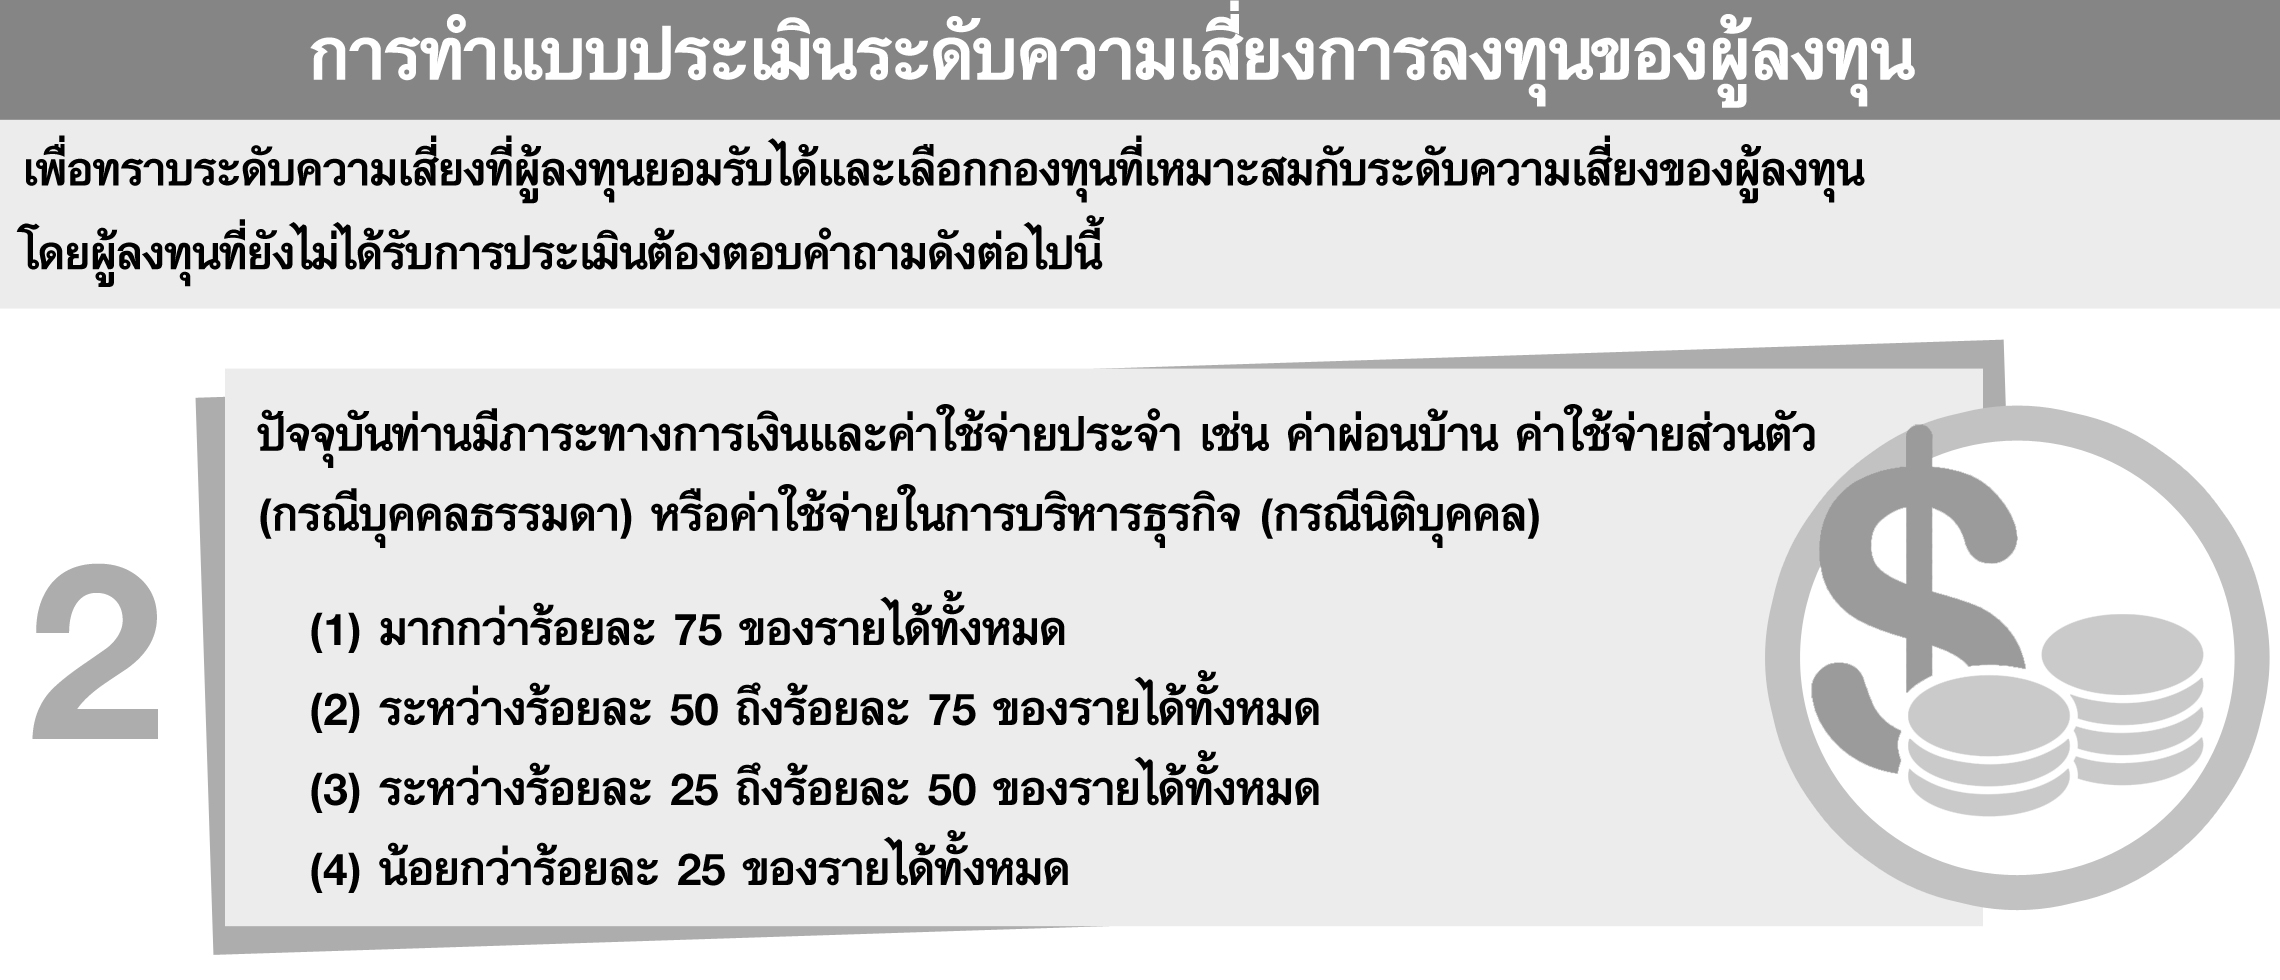 การทำแบบประเมินระดับความเสี่ยงการลงทุนของผู้ลงทุน
เพื่อทราบระดับความเสี่ยงที่ผู้ลงทุนยอมรับได้และเลือกกองทุนที่เหมาะสมกับระดับความเสี่ยงของผู้ลงทุน
โดยผู้ลงทุนที่ยังไม่ได้รับการประเมินต้องตอบคำถามดังต่อไปนี้
2
ปัจจุบันท่านมีภาระทางการเงินและค่าใช้จ่ายประจำ เช่น ค่าผ่อนบ้าน ค่าใช้จ่ายส่วนตัว
(กรณีบุคคลธรรมดา) หรือค่าใช้จ่ายในการบริหารธุรกิจ (กรณีนิติบุคคล)
(1) มากกว่าร้อยละ 75 ของรายได้ทั้งหมด
(2) ระหว่างร้อยละ 50 ถึงร้อยละ 75 ของรายได้ทั้งหมด
(3) ระหว่างร้อยละ 25 ถึงร้อยละ 50 ของรายได้ทั้งหมด
(4) น้อยกว่าร้อยละ 25 ของรายได้ทั้งหมด